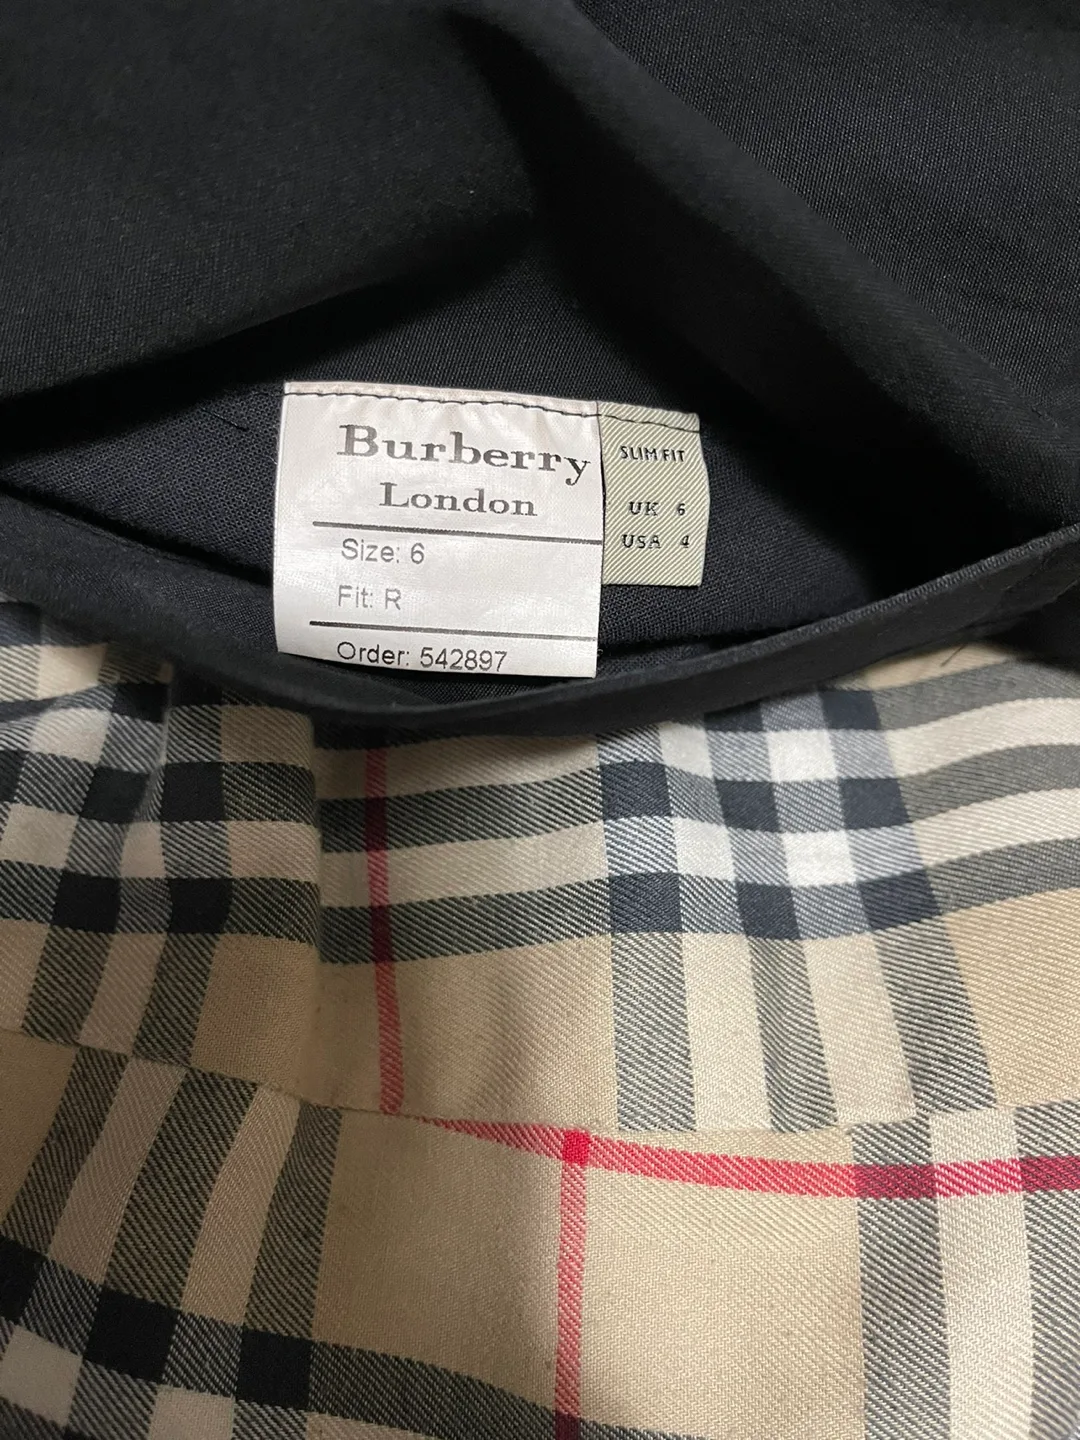 Burberry
London
Size: 6
Fit: R
Order: 542897
SLIM FIT
UK 6
USA 4